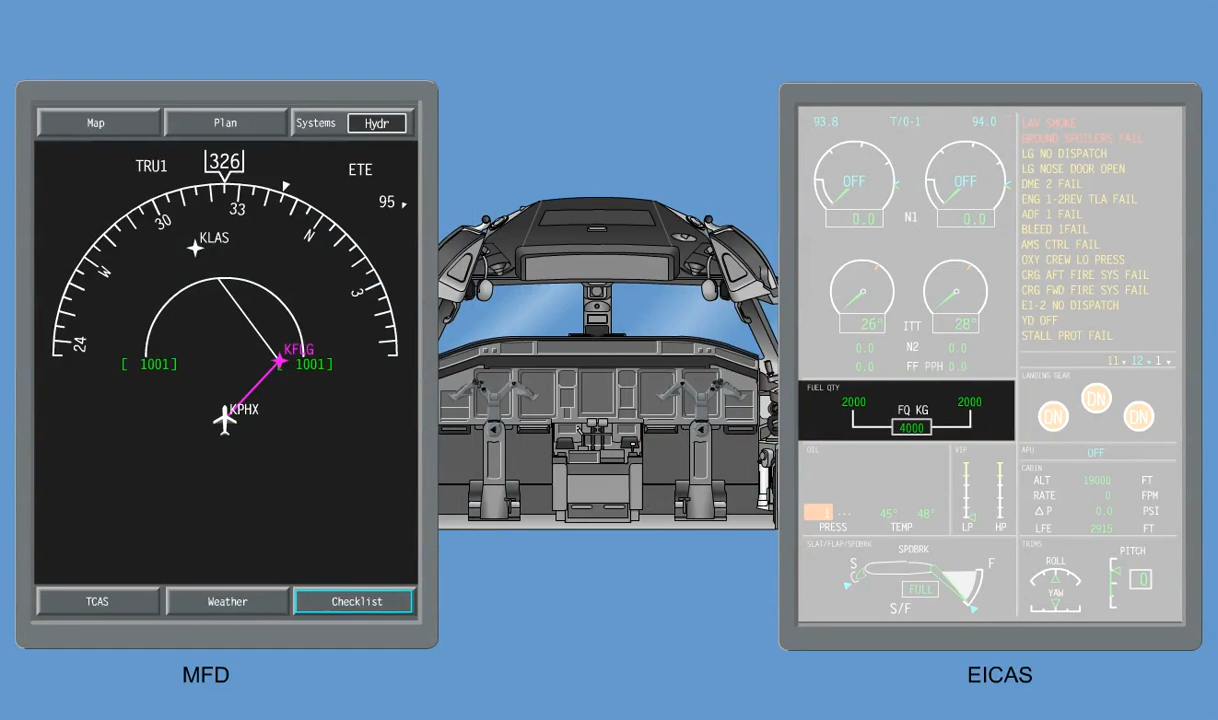 Map
Plan
Systems
Hydr
TRU1
326
ETE
95
24
W
30
33
N
3
KLAS
KFLG
[ 1001]
[ 1001]
KPHX
TCAS
Weather
Checklist
MFD
93.8 T/0-1 94.0
OFF OFF
0.0 N1 0.0
26° ITT 28°
0.0 N2 0.0
0.0 FF PPH 0.0
FUEL QTY
2000 2000
FQ KG
4000
OIL
1 ---
45° 48°
PRESS TEMP
VIB
LP HP
SLAT/FLAP/SPDBRK
SPDBRK
S F
FULL
S/F
LAV SMOKE
GROUND SPOILERS FAIL
LG NO DISPATCH
LG NOSE DOOR OPEN
DME 2 FAIL
ENG 1-2REV TLA FAIL
ADF 1 FAIL
BLEED 1FAIL
AMS CTRL FAIL
OXY CREW LO PRESS
CRG AFT FIRE SYS FAIL
CRG FWD FIRE SYS FAIL
E1-2 NO DISPATCH
YD OFF
STALL PROT FAIL
11 12 1
LANDING GEAR
DN DN DN
APU OFF
CABIN
ALT 19000 FT
RATE 0 FPM
Δ P 0.0 PSI
LFE 2915 FT
TRIMS
ROLL
YAW
PITCH
0
EICAS